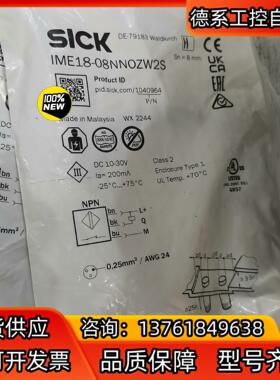 德系工控自
SICK
DE-79183 Waldkirch
IME18-08NNOZW2S
Sn = 8 mm
Product ID
pid.sick.com/1040964
P/N
UK
CA
100% NEW
Made in Malaysia WX 2244
DC 10-30V
Ia = 200mA
-25°C...+75°C
Class 2
Enclosure Type 1
UL Temp. +70°C
LISTED
NPN
bn
L+
bk
Q
bu
M
0,25mm² / AWG 24
货供应
咨询：13761849638
可开发票
品质保障
型号齐